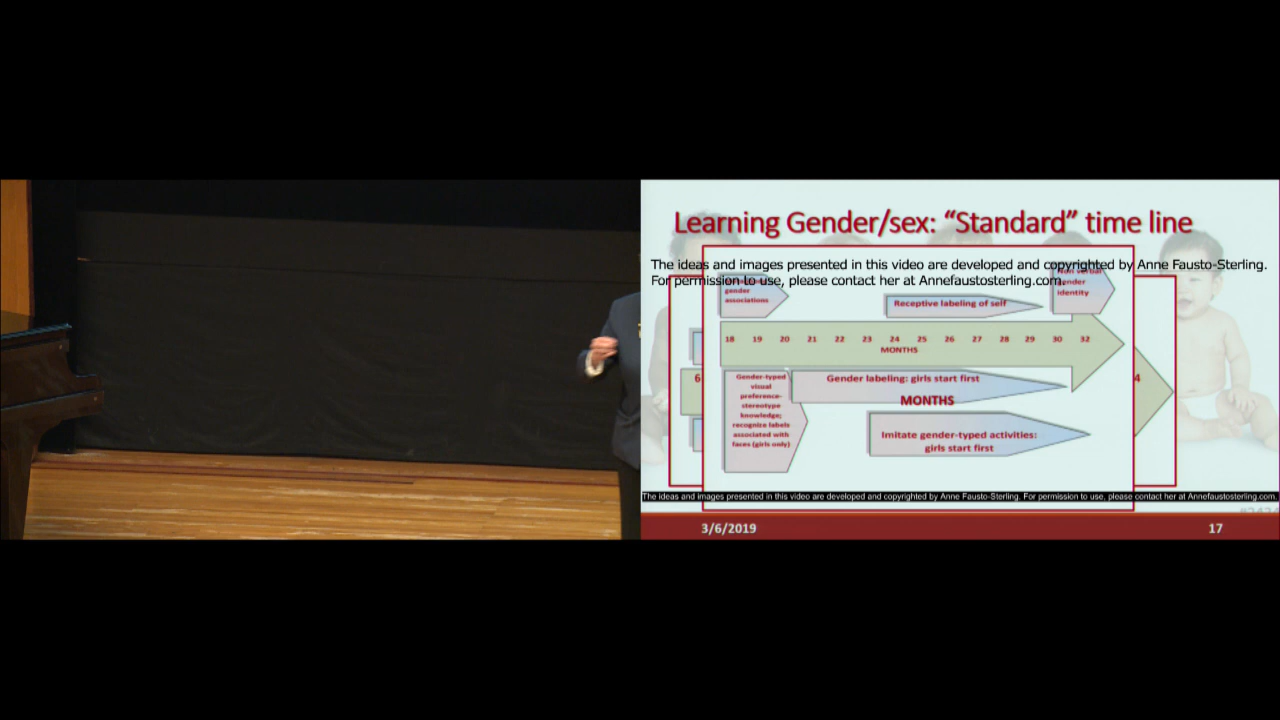 Learning Gender/sex: “Standard” time line
The ideas and images presented in this video are developed and copyrighted by Anne Fausto-Sterling.
For permission to use, please contact her at Annefaustosterling.com.
gender
associations
Receptive labeling of self
Non verbal
gender
identity
18 19 20 21 22 23 24 25 26 27 28 29 30 32
MONTHS
6
4
Gender-typed
visual
preference-
stereotype
knowledge;
recognize labels
associated with
faces (girls only)
Gender labeling: girls start first
MONTHS
Imitate gender-typed activities:
girls start first
The ideas and images presented in this video are developed and copyrighted by Anne Fausto-Sterling. For permission to use, please contact her at Annefaustosterling.com.
3/6/2019
17